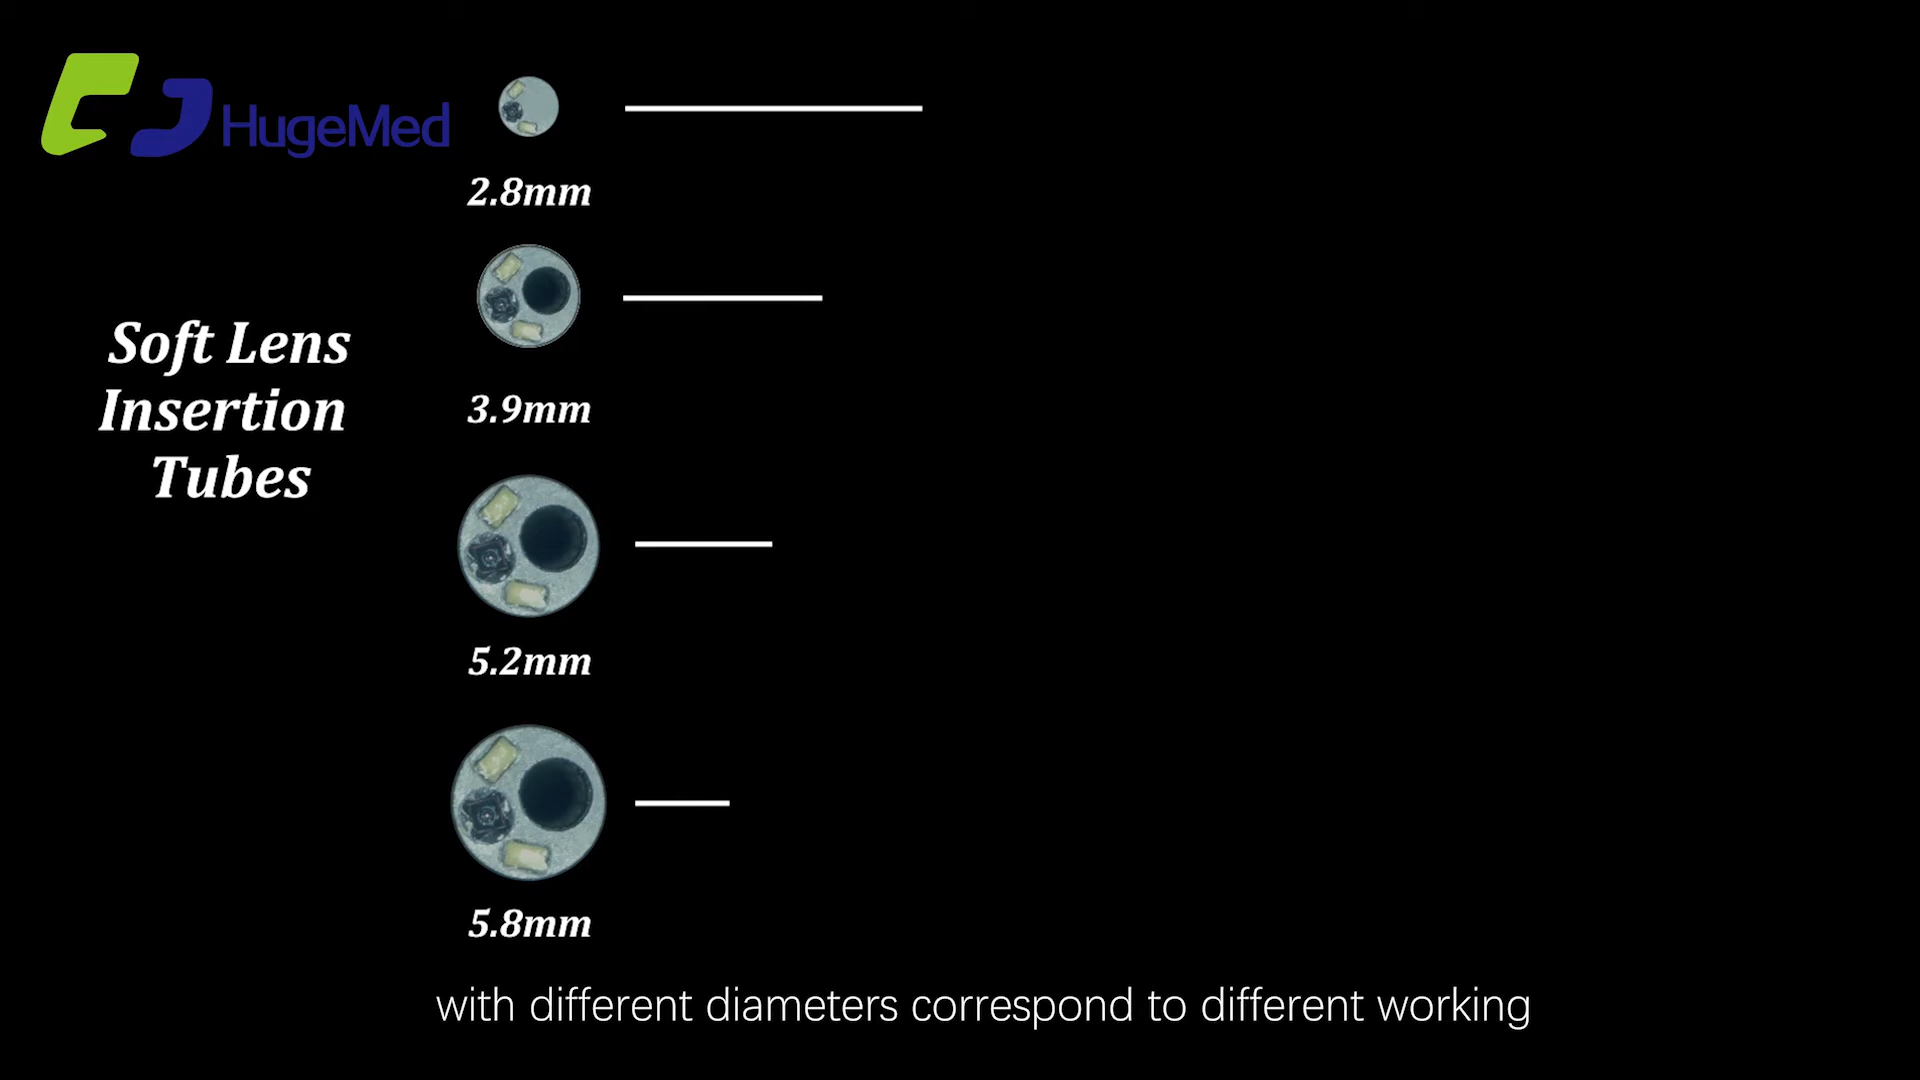 HugeMed
2.8mm
3.9mm
Soft Lens
Insertion
Tubes
5.2mm
5.8mm
with different diameters correspond to different working